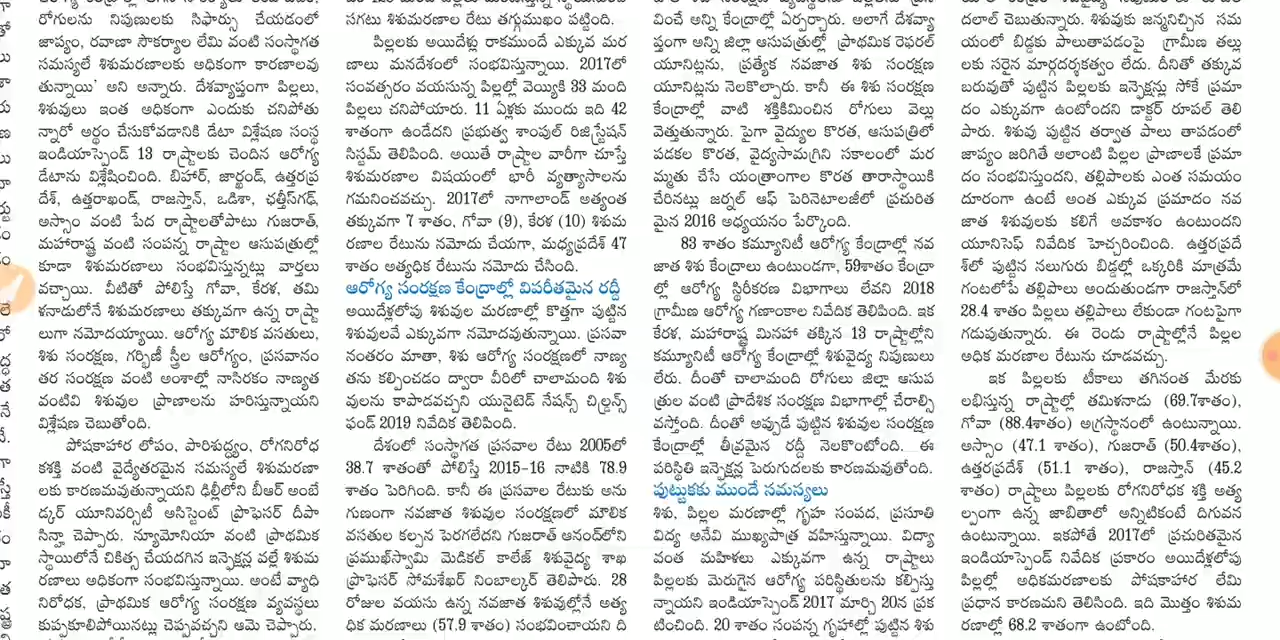 రోగులను నిపుణులకు సిఫార్సు చేయడంలో
జాప్యం, రవాణా సౌకర్యాల లేమి వంటి సంస్థాగత
సమస్యలే శిశుమరణాలకు అధికంగా కారణాలవు
తున్నాయి' అని అన్నారు. దేశవ్యాప్తంగా పిల్లలు,
శిశువులు ఇంత అధికంగా ఎందుకు చనిపోతు
న్నారో అర్థం చేసుకోవడానికి డేటా విశ్లేషణ సంస్థ
ఇండియాస్పెండ్ 13 రాష్ట్రాలకు చెందిన ఆరోగ్య
డేటాను విశ్లేషించింది. బిహార్, జార్ఖండ్, ఉత్తరప్ర
దేశ్, ఉత్తరాఖండ్, రాజస్తాన్, ఒడిశా, ఛత్తీస్‌గఢ్,
అస్సాం వంటి పేద రాష్ట్రాలతోపాటు గుజరాత్,
మహారాష్ట్ర వంటి సంపన్న రాష్ట్రాల ఆసుపత్రుల్లో
కూడా శిశుమరణాలు సంభవిస్తున్నట్లు వార్తలు
వచ్చాయి. వీటితో పోలిస్తే గోవా, కేరళ, తమి
ళనాడులోనే శిశుమరణాలు తక్కువగా ఉన్న రాష్ట్రా
లుగా నమోదయ్యాయి. ఆరోగ్య మౌలిక వసతులు,
శిశు సంరక్షణ, గర్భిణీ స్త్రీల ఆరోగ్యం, ప్రసవానం
తర సంరక్షణ వంటి అంశాల్లో నాసిరకం నాణ్యత
వంటివి శిశువుల ప్రాణాలను హరిస్తున్నాయని
విశ్లేషణ చెబుతోంది.
పోషకాహార లోపం, పారిశుద్ధ్యం, రోగనిరోధ
కశక్తి వంటి వైద్యేతరమైన సమస్యలే శిశుమరణా
లకు కారణమవుతున్నాయని ఢిల్లీలోని బీఆర్ అంబే
డ్కర్ యూనివర్సిటీ అసిస్టెంట్ ప్రొఫెసర్ దీపా
సిన్హా చెప్పారు. న్యూమోనియా వంటి ప్రాథమిక
స్థాయిలోనే చికిత్స చేయదగిన ఇన్ఫెక్షన్ల వల్లే శిశుమ
రణాలు అధికంగా సంభవిస్తున్నాయి. అంటే వ్యాధి
నిరోధక, ప్రాథమిక ఆరోగ్య సంరక్షణ వ్యవస్థలు
కుప్పకూలిపోయినట్లు చెప్పవచ్చని ఆమె చెప్పారు.
సగటు శిశుమరణాల రేటు తగ్గుముఖం పట్టింది.
పిల్లలకు అయిదేళ్లు రాకముందే ఎక్కువ మర
ణాలు మనదేశంలో సంభవిస్తున్నాయి. 2017లో
సంవత్సరం వయసున్న పిల్లల్లో వెయ్యికి 33 మంది
పిల్లలు చనిపోయారు. 11 ఏళ్లకు ముందు ఇది 42
శాతంగా ఉండేదని ప్రభుత్వ శాంపుల్ రిజిస్ట్రేషన్
సిస్టమ్ తెలిపింది. అయితే రాష్ట్రాల వారీగా చూస్తే
శిశుమరణాల విషయంలో భారీ వ్యత్యాసాలను
గమనించవచ్చు. 2017లో నాగాలాండ్ అత్యంత
తక్కువగా 7 శాతం, గోవా (9), కేరళ (10) శిశుమ
రణాల రేటును నమోదు చేయగా, మధ్యప్రదేశ్ 47
శాతం అత్యధిక రేటును నమోదు చేసింది.
ఆరోగ్య సంరక్షణ కేంద్రాల్లో విపరీతమైన రద్దీ
అయిదేళ్లలోపు శిశువుల మరణాల్లో కొత్తగా పుట్టిన
శిశువులవే ఎక్కువగా నమోదవుతున్నాయి. ప్రసవా
నంతరం మాతా, శిశు ఆరోగ్య సంరక్షణలో నాణ్య
తను కల్పించడం ద్వారా వీరిలో చాలామంది శిశు
వులను కాపాడవచ్చని యునైటెడ్ నేషన్స్ చిల్డ్రన్స్
ఫండ్ 2019 నివేదిక తెలిపింది.
దేశంలో సంస్థాగత ప్రసవాల రేటు 2005లో
38.7 శాతంతో పోలిస్తే 2015-16 నాటికి 78.9
శాతం పెరిగింది. కానీ ఈ ప్రసవాల రేటుకు అను
గుణంగా నవజాత శిశువుల సంరక్షణలో మౌలిక
వసతుల కల్పన పెరగలేదని గుజరాత్ ఆనంద్‌లోని
ప్రముఖ్‌స్వామి మెడికల్ కాలేజ్ శిశువైద్య శాఖ
ప్రొఫెసర్ సోమశేఖర్ నింబాల్కర్ తెలిపారు. 28
రోజుల వయసు ఉన్న నవజాత శిశువుల్లోనే అత్య
ధిక మరణాలు (57.9 శాతం) సంభవించాయని ది
వించే అన్ని కేంద్రాల్లో ఏర్పర్చారు. అలాగే దేశవ్యా
ప్తంగా అన్ని జిల్లా ఆసుపత్రుల్లో ప్రాథమిక రెఫరల్
యూనిట్లను, ప్రత్యేక నవజాత శిశు సంరక్షణ
యూనిట్లను నెలకొల్పారు. కానీ ఈ శిశు సంరక్షణ
కేంద్రాల్లో వాటి శక్తికిమించిన రోగులు వెల్లు
వెత్తుతున్నారు. పైగా వైద్యుల కొరత, ఆసుపత్రిలో
పడకల కొరత, వైద్యసామగ్రిని సకాలంలో మర
మ్మతు చేసే యంత్రాంగాల కొరత తారాస్థాయికి
చేరినట్లు జర్నల్ ఆఫ్ పెరినెటాలజీలో ప్రచురిత
మైన 2016 అధ్యయనం పేర్కొంది.
83 శాతం కమ్యూనిటీ ఆరోగ్య కేంద్రాల్లో నవ
జాత శిశు కేంద్రాలు ఉంటుండగా, 59శాతం కేంద్రా
ల్లో ఆరోగ్య స్థిరీకరణ విభాగాలు లేవని 2018
గ్రామీణ ఆరోగ్య గణాంకాల నివేదిక తెలిపింది. ఇక
కేరళ, మహారాష్ట్ర మినహా తక్కిన 13 రాష్ట్రాల్లోని
కమ్యూనిటీ ఆరోగ్య కేంద్రాల్లో శిశువైద్య నిపుణులు
లేరు. దీంతో చాలామంది రోగులు జిల్లా ఆసుప
త్రుల వంటి ప్రాదేశిక సంరక్షణ విభాగాల్లో చేరాల్సి
వస్తోంది. దీంతో అప్పుడే పుట్టిన శిశువుల సంరక్షణ
కేంద్రాల్లో తీవ్రమైన రద్దీ నెలకొంటోంది. ఈ
పరిస్థితి ఇన్ఫెక్షన్ల పెరుగుదలకు కారణమవుతోంది.
పుట్టుకకు ముందే సమస్యలు
శిశు, పిల్లల మరణాల్లో గృహ సంపద, ప్రసూతి
విద్య అనేవి ముఖ్యపాత్ర వహిస్తున్నాయి. విద్యా
వంత మహిళలు ఎక్కువగా ఉన్న రాష్ట్రాలు
పిల్లలకు మెరుగైన ఆరోగ్య పరిస్థితులను కల్పిస్తు
న్నాయని ఇండియాస్పెండ్ 2017 మార్చి 20న ప్రక
టించింది. 20 శాతం సంపన్న గృహాల్లో పుట్టిన శిశు
దలాల్ చెబుతున్నారు. శిశువుకు జన్మనిచ్చిన సమ
యంలో బిడ్డకు పాలుతాపడంపై గ్రామీణ తల్లు
లకు సరైన మార్గదర్శకత్వం లేదు. దీనితో తక్కువ
బరువుతో పుట్టిన పిల్లలకు ఇన్ఫెక్షన్లు సోకే ప్రమా
దం ఎక్కువగా ఉంటోందని డాక్టర్ రూపల్ తెలి
పారు. శిశువు పుట్టిన తర్వాత పాలు తాపడంలో
జాప్యం జరిగితే అలాంటి పిల్లల ప్రాణాలకే ప్రమా
దం సంభవిస్తుందని, తల్లిపాలకు ఎంత సమయం
దూరంగా ఉంటే అంత ఎక్కువ ప్రమాదం నవ
జాత శిశువులకు కలిగే అవకాశం ఉంటుందని
యూనిసెఫ్ నివేదిక హెచ్చరించింది. ఉత్తరప్రదే
శ్‌లో పుట్టిన నలుగురు బిడ్డల్లో ఒక్కరికి మాత్రమే
గంటలోపే తల్లిపాలు అందుతుండగా రాజస్తాన్‌లో
28.4 శాతం పిల్లలు తల్లిపాలు లేకుండా గంటపైగా
గడుపుతున్నారు. ఈ రెండు రాష్ట్రాల్లోనే పిల్లల
అధిక మరణాల రేటును చూడవచ్చు.
ఇక పిల్లలకు టీకాలు తగినంత మేరకు
లభిస్తున్న రాష్ట్రాల్లో తమిళనాడు (69.7శాతం),
గోవా (88.4శాతం) అగ్రస్థానంలో ఉంటున్నాయి.
అస్సాం (47.1 శాతం), గుజరాత్ (50.4శాతం),
ఉత్తరప్రదేశ్ (51.1 శాతం), రాజస్తాన్ (45.2
శాతం) రాష్ట్రాలు పిల్లలకు రోగనిరోధక శక్తి అత్య
ల్పంగా ఉన్న జాబితాలో అన్నిటికంటే దిగువన
ఉంటున్నాయి. ఇకపోతే 2017లో ప్రచురితమైన
ఇండియాస్పెండ్ నివేదిక ప్రకారం అయిదేళ్లలోపు
పిల్లల్లో అధికమరణాలకు పోషకాహార లేమి
ప్రధాన కారణమని తెలిసింది. ఇది మొత్తం శిశుమ
రణాల్లో 68.2 శాతంగా ఉంటోంది.